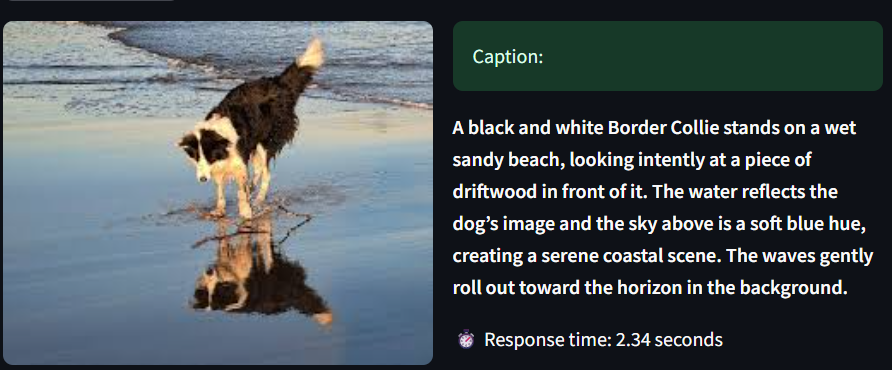 Caption:
A black and white Border Collie stands on a wet
sandy beach, looking intently at a piece of
driftwood in front of it. The water reflects the
dog’s image and the sky above is a soft blue hue,
creating a serene coastal scene. The waves gently
roll out toward the horizon in the background.
Response time: 2.34 seconds